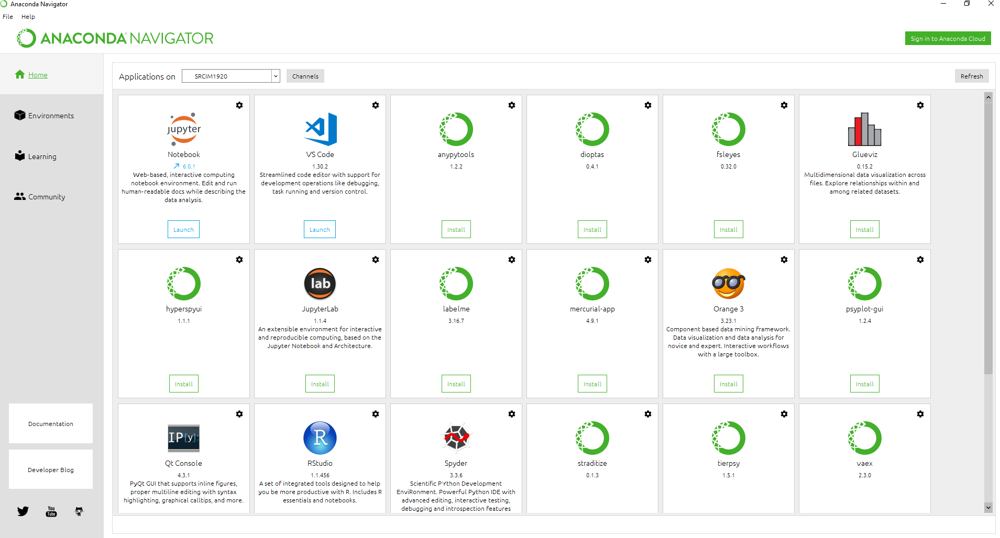 Anaconda Navigator
File Help
ANACONDA NAVIGATOR
Sign in to Anaconda Cloud
Home
Environments
Learning
Community
Documentation
Developer Blog
You
Tube
Applications on
SRCIM1920
Channels
Refresh
jupyter
Notebook
6.0.1
Web-based, interactive computing
notebook environment. Edit and run
human-readable docs while describing the
data analysis.
Launch
VS Code
1.30.2
Streamlined code editor with support for
development operations like debugging,
task running and version control.
Launch
anypytools
1.2.2
Install
dioptas
0.4.1
Install
fsleyes
0.32.0
Install
Glueviz
0.15.2
Multidimensional data visualization across
files. Explore relationships within and
among related datasets.
Install
hyperspyui
1.1.1
Install
lab
JupyterLab
1.1.4
An extensible environment for interactive
and reproducible computing, based on the
Jupyter Notebook and Architecture.
Install
labelme
3.16.7
Install
mercurial-app
4.9.1
Install
Orange 3
3.23.1
Component based data mining framework.
Data visualization and data analysis for
novice and expert. Interactive workflows
with a large toolbox.
Install
psyplot-gui
1.2.4
Install
IP[y]:
Qt Console
4.3.1
PyQt GUI that supports inline figures,
proper multiline editing with syntax
highlighting, graphical calltips, and more.
R
RStudio
1.1.456
A set of integrated tools designed to help
you be more productive with R. Includes R
essentials and notebooks.
Spyder
3.3.6
Scientific PYthon Development
EnviRonment. Powerful Python IDE with
advanced editing, interactive testing,
debugging and introspection features
straditize
0.1.3
tierpsy
1.5.1
vaex
2.3.0